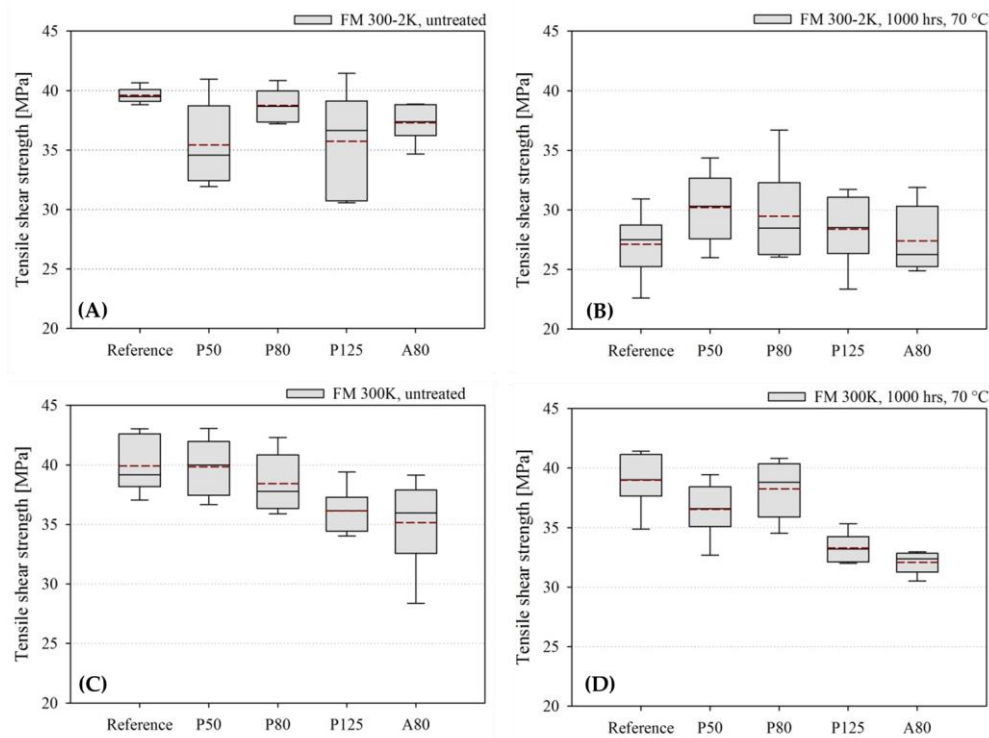 FM 300-2K, untreated
Tensile shear strength [MPa]
45
40
35
30
25
20
(A)
Reference P50 P80 P125 A80
FM 300-2K, 1000 hrs, 70 °C
Tensile shear strength [MPa]
45
40
35
30
25
20
(B)
Reference P50 P80 P125 A80
FM 300K, untreated
Tensile shear strength [MPa]
45
40
35
30
25
20
(C)
Reference P50 P80 P125 A80
FM 300K, 1000 hrs, 70 °C
Tensile shear strength [MPa]
45
40
35
30
25
20
(D)
Reference P50 P80 P125 A80